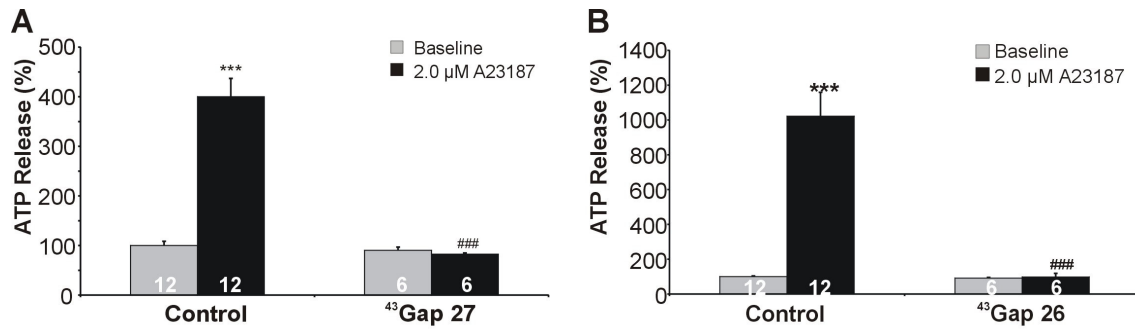 A
ATP Release (%)
500
400
300
200
100
0
Baseline
2.0 µM A23187
***
###
12
12
6
6
Control
⁴³Gap 27
B
ATP Release (%)
1400
1200
1000
800
600
400
200
0
Baseline
2.0 µM A23187
***
###
12
12
6
6
Control
⁴³Gap 26